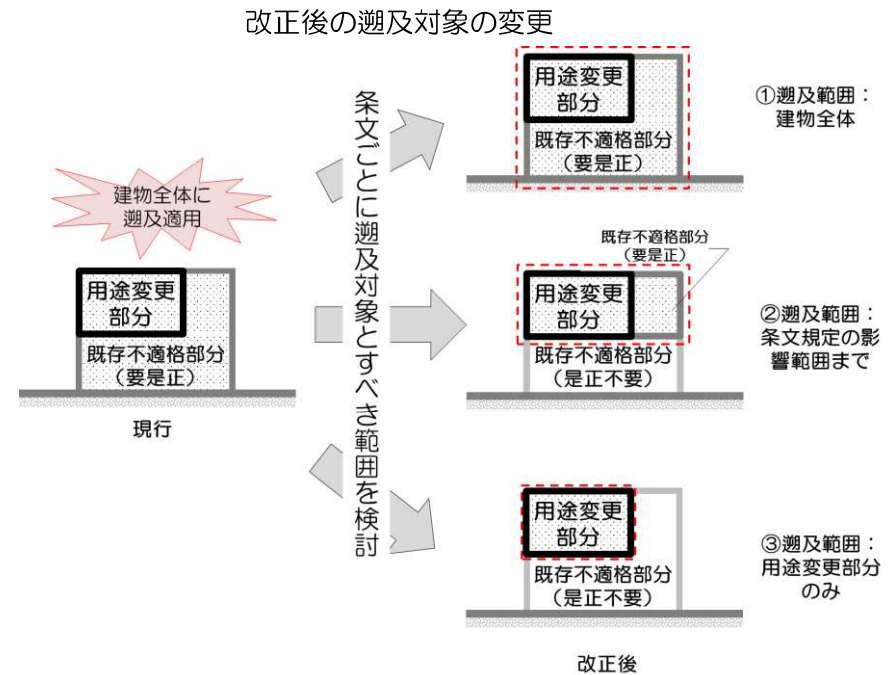 改正後の遡及対象の変更
建物全体に
遡及適用
用途変更
部分
既存不適格部分
（要是正）
現行
条文ごとに遡及対象とすべき範囲を検討
用途変更
部分
既存不適格部分
（要是正）
①遡及範囲：
建物全体
既存不適格部分
（要是正）
用途変更
部分
既存不適格部分
（是正不要）
②遡及範囲：
条文規定の影
響範囲まで
用途変更
部分
既存不適格部分
（是正不要）
③遡及範囲：
用途変更部分
のみ
改正後